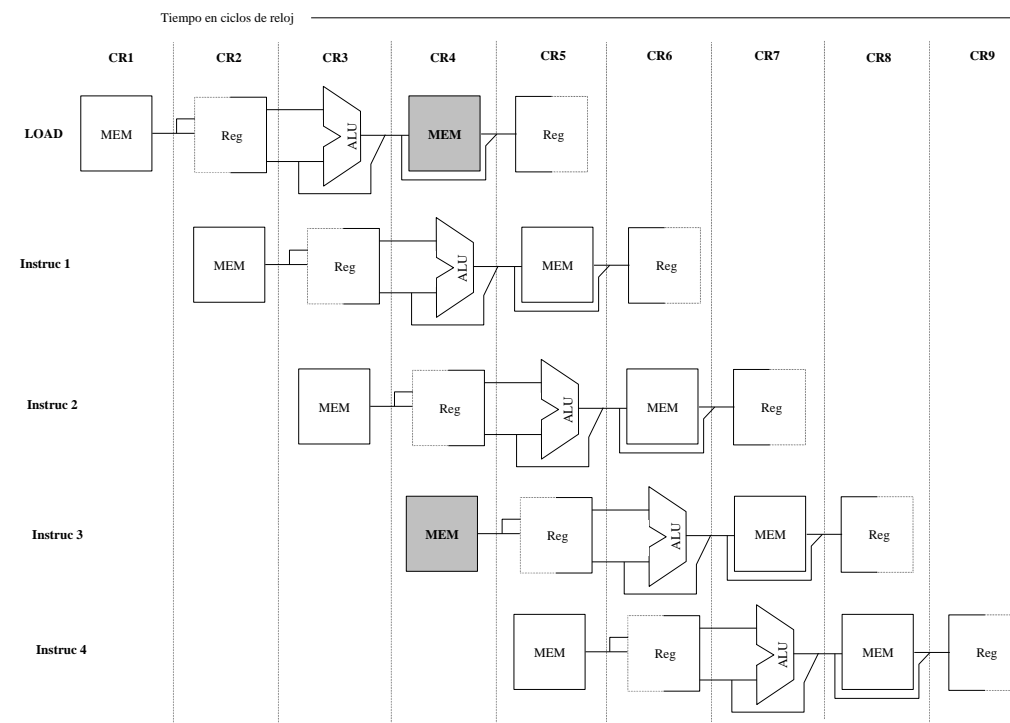 Tiempo en ciclos de reloj
CR1 CR2 CR3 CR4 CR5 CR6 CR7 CR8 CR9
LOAD MEM Reg ALU MEM Reg
Instruc 1 MEM Reg ALU MEM Reg
Instruc 2 MEM Reg ALU MEM Reg
Instruc 3 MEM Reg ALU MEM Reg
Instruc 4 MEM Reg ALU MEM Reg